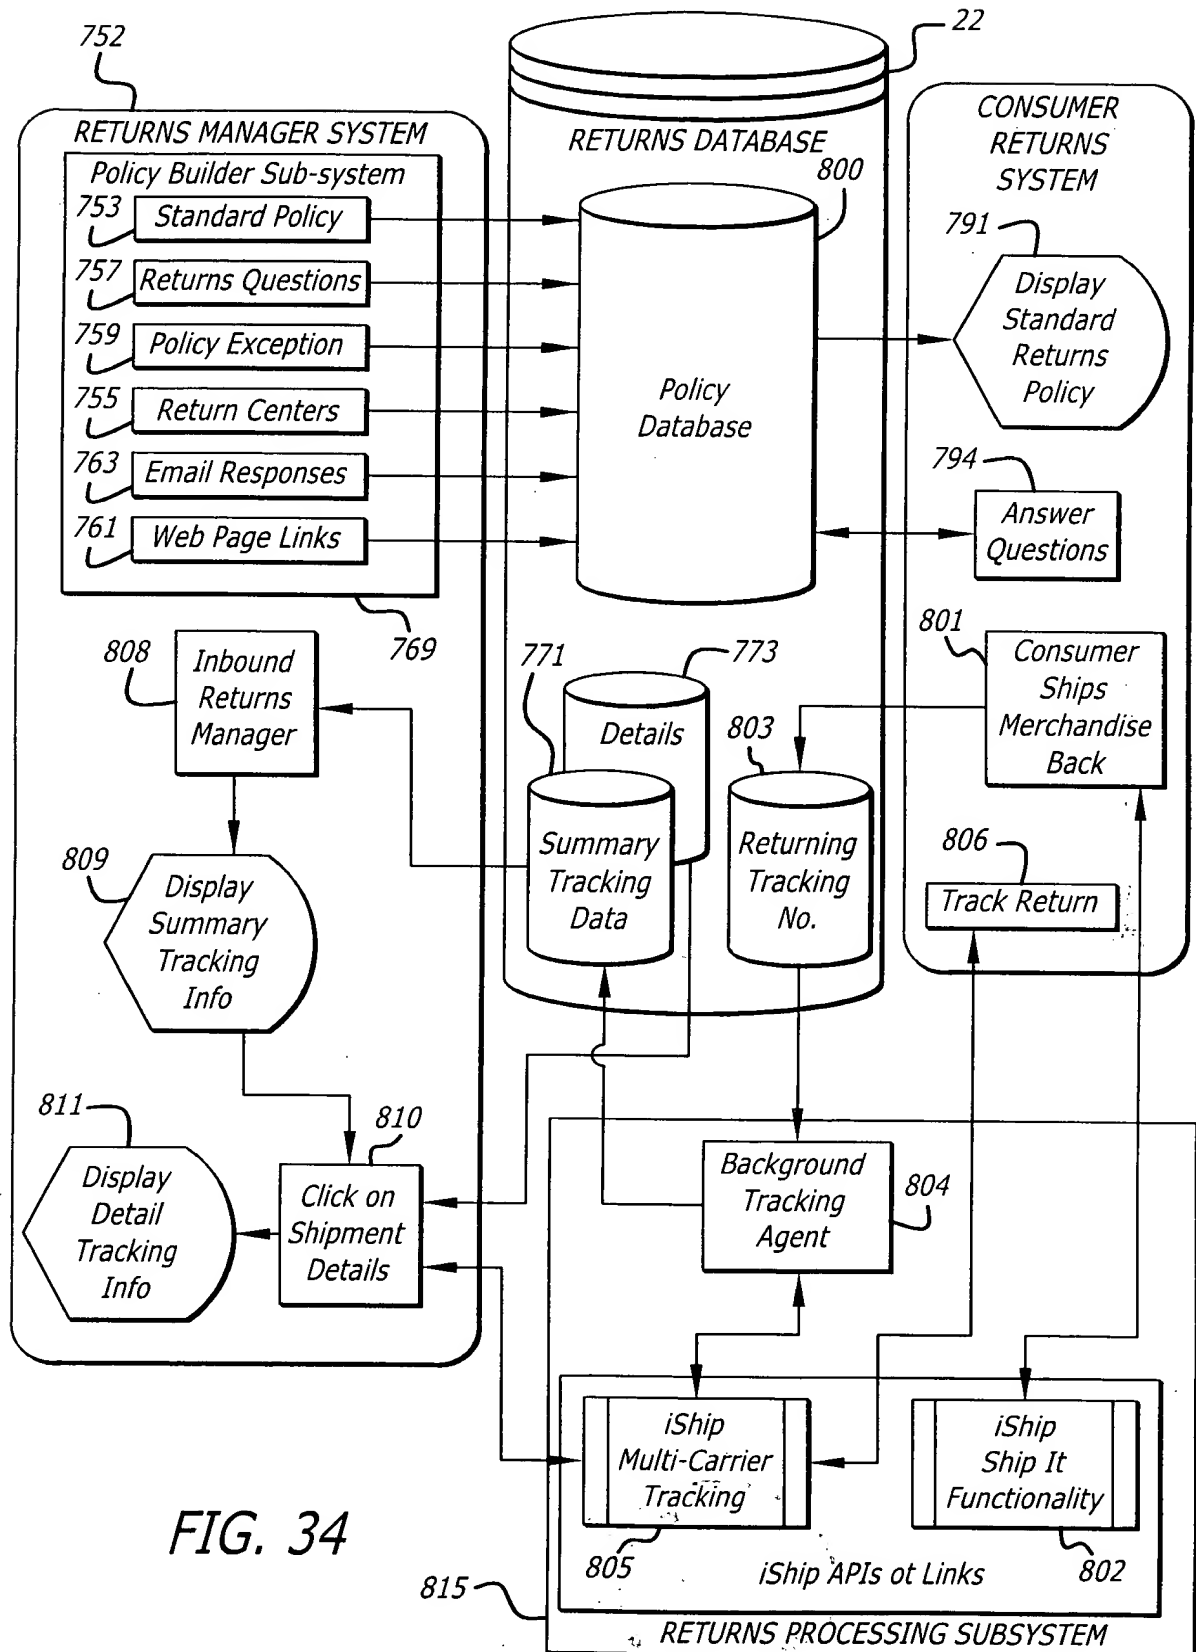 752
RETURNS MANAGER SYSTEM
Policy Builder Sub-system
753
Standard Policy
757
Returns Questions
759
Policy Exception
755
Return Centers
763
Email Responses
761
Web Page Links
769
808
Inbound
Returns
Manager
809
Display
Summary
Tracking
Info
811
Display
Detail
Tracking
Info
810
Click on
Shipment
Details
22
RETURNS DATABASE
800
Policy
Database
771
773
Details
Summary
Tracking
Data
803
Returning
Tracking
No.
CONSUMER
RETURNS
SYSTEM
791
Display
Standard
Returns
Policy
794
Answer
Questions
801
Consumer
Ships
Merchandise
Back
806
Track Return
Background
Tracking
Agent
804
iShip
Multi-Carrier
Tracking
805
iShip
Ship It
Functionality
802
iShip APIs ot Links
815
RETURNS PROCESSING SUBSYSTEM
FIG. 34